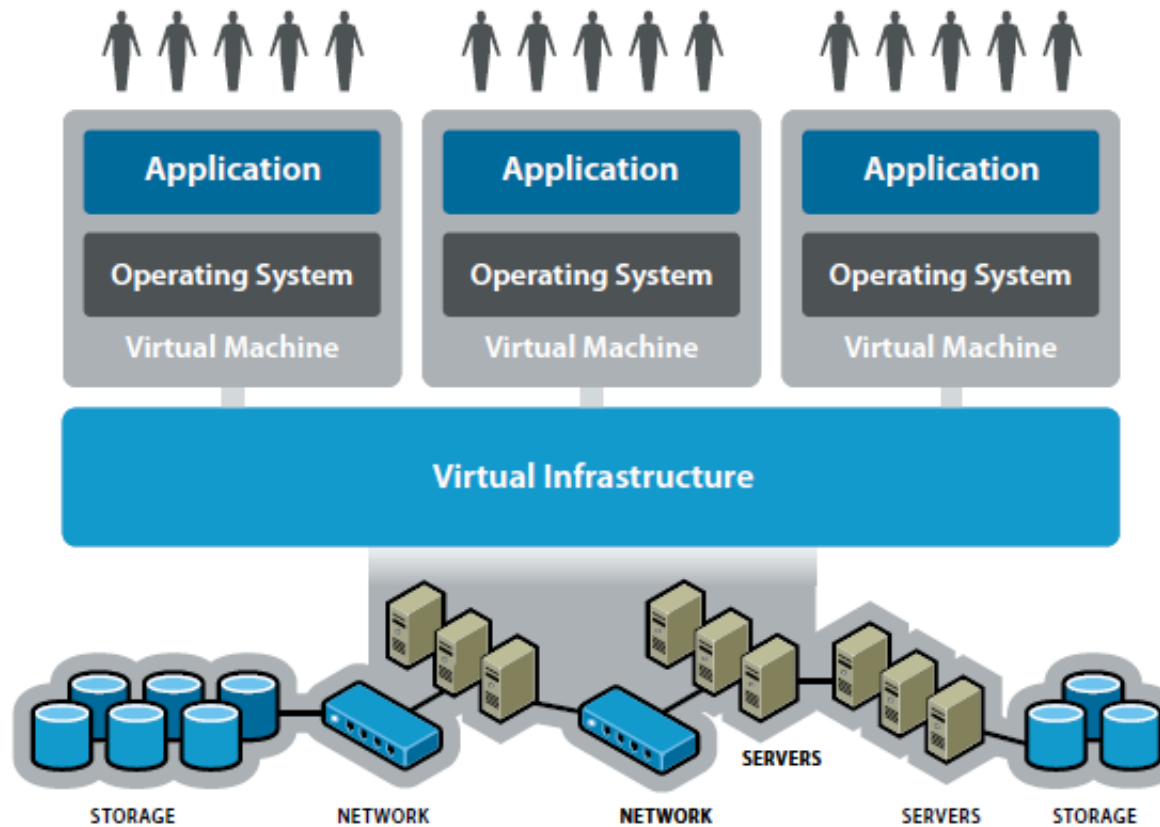 Application
Application
Application
Operating System
Operating System
Operating System
Virtual Machine
Virtual Machine
Virtual Machine
Virtual Infrastructure
SERVERS
STORAGE
NETWORK
NETWORK
SERVERS
STORAGE